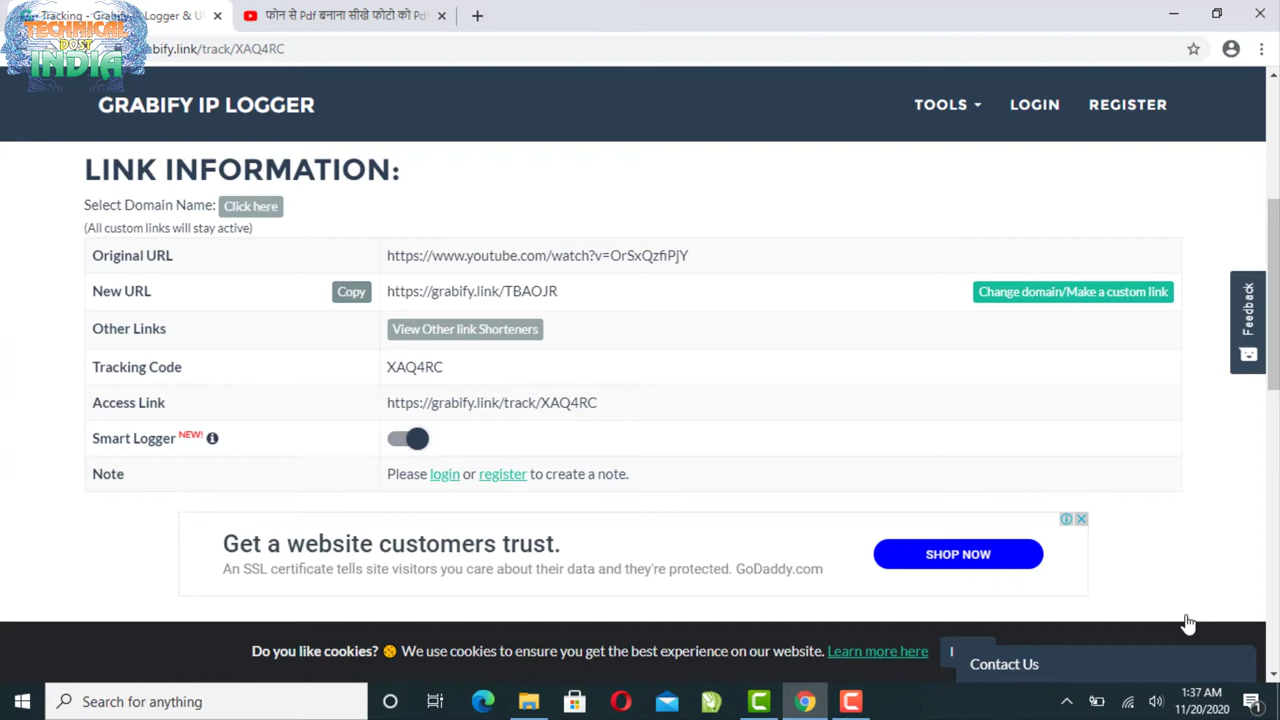 Tracking - Grabify IP Logger & U
फोन से Pdf बनाना सीखे फोटो को Pd
TECHNICAL
DOST
INDIA
abify.link/track/XAQ4RC
GRABIFY IP LOGGER
TOOLS
LOGIN
REGISTER
LINK INFORMATION:
Select Domain Name: Click here
(All custom links will stay active)
Original URL https://www.youtube.com/watch?v=OrSxQzfiPjY
New URL Copy https://grabify.link/TBAOJR Change domain/Make a custom link
Other Links View Other link Shorteners
Tracking Code XAQ4RC
Access Link https://grabify.link/track/XAQ4RC
Smart Logger NEW!
Note Please login or register to create a note.
Feedback
Get a website customers trust.
An SSL certificate tells site visitors you care about their data and they're protected. GoDaddy.com
SHOP NOW
Do you like cookies? We use cookies to ensure you get the best experience on our website. Learn more here
Contact Us
Search for anything
1:37 AM
11/20/2020
1